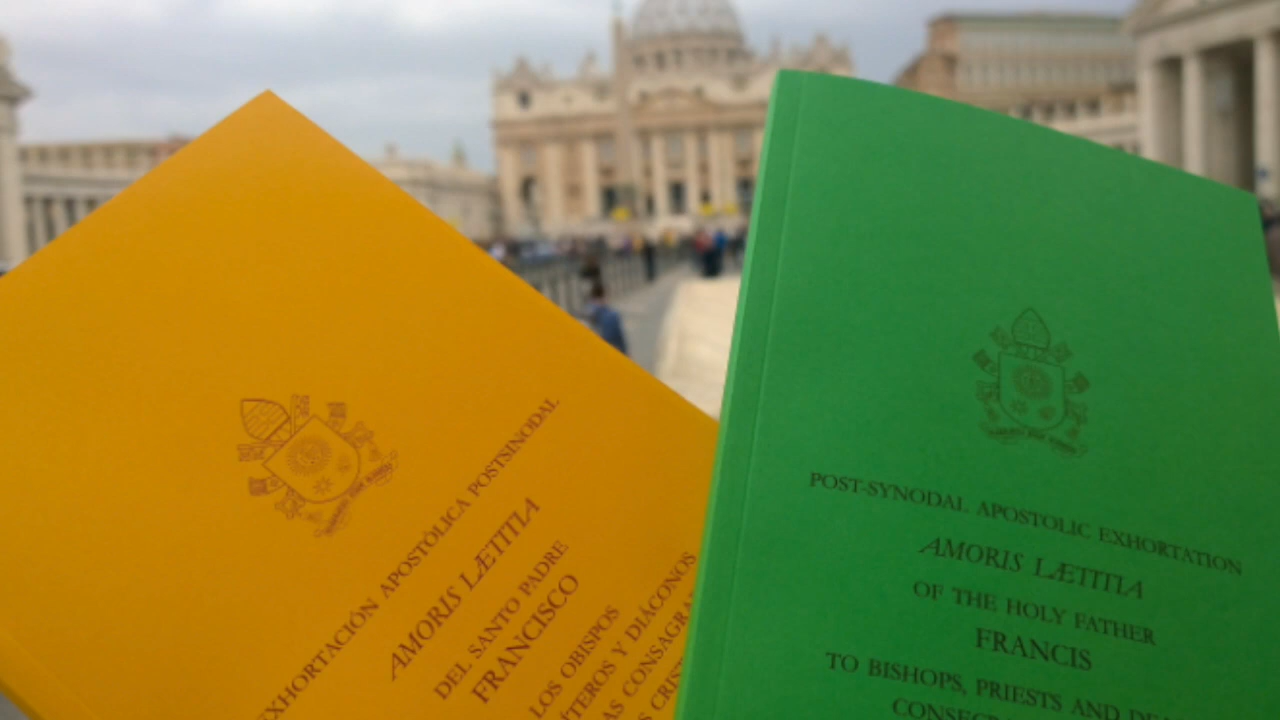 EXHORTACIÓN APOSTÓLICA POSTSINODAL
AMORIS LÆTITIA
DEL SANTO PADRE
FRANCISCO
LOS OBISPOS
Y DIÁCONOS
POST-SYNODAL APOSTOLIC EXHORTATION
AMORIS LÆTITIA
OF THE HOLY FATHER
FRANCIS
TO BISHOPS, PRIESTS AND